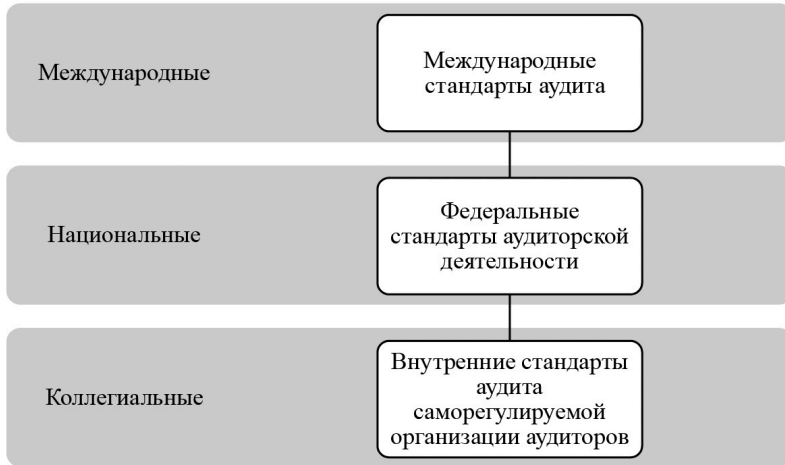 Международные
Международные
стандарты аудита
Национальные
Федеральные
стандарты аудиторской
деятельности
Коллегиальные
Внутренние стандарты
аудита
саморегулируемой
организации аудиторов